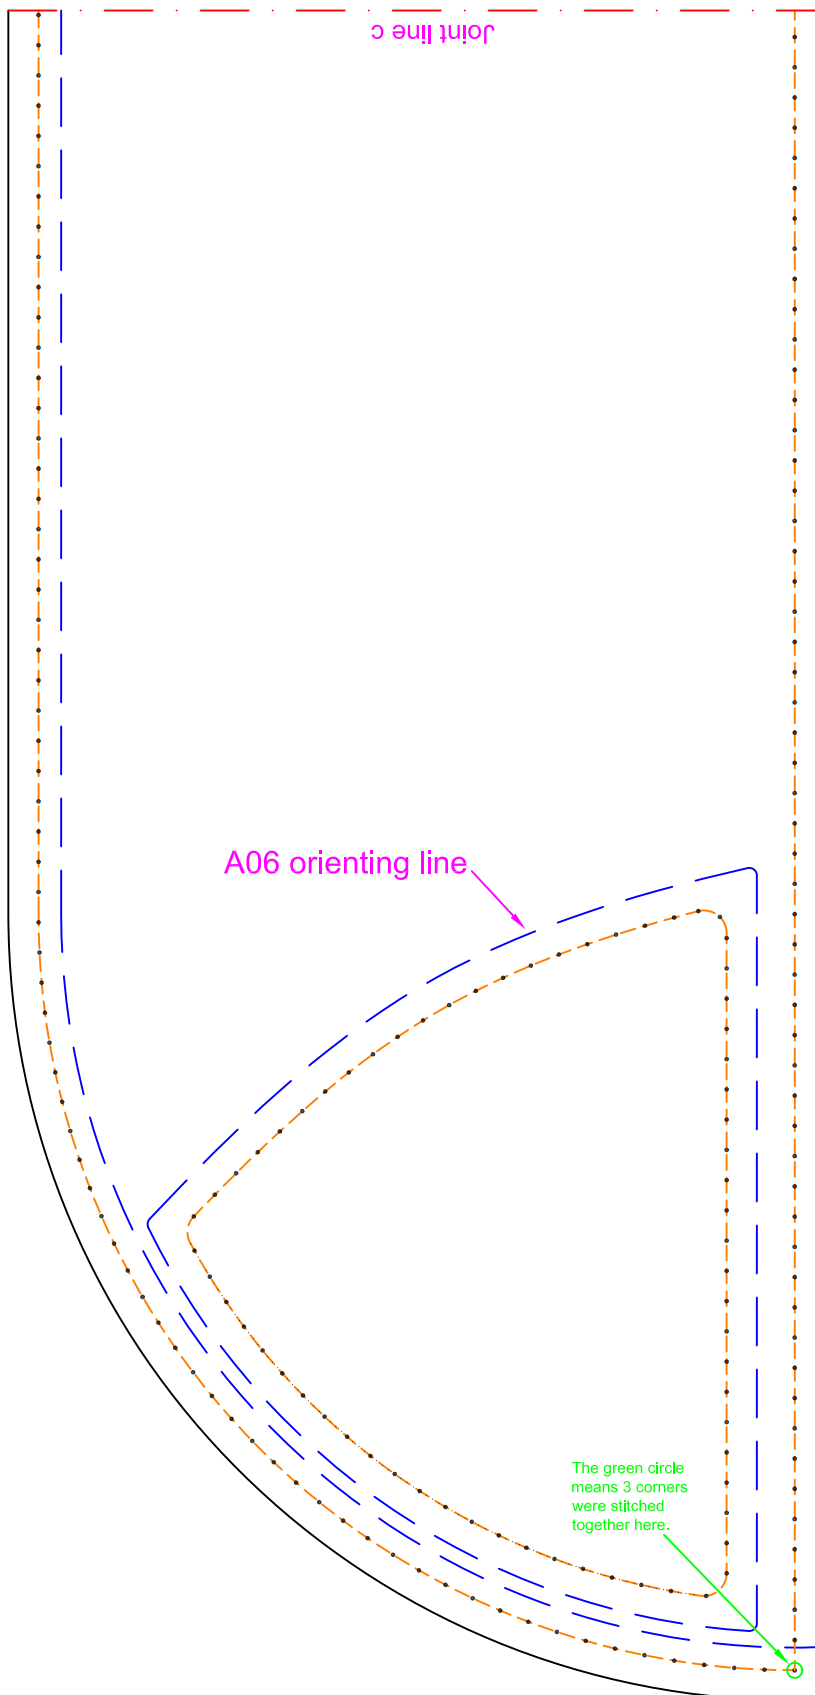 Joint line c
A06 orienting line
The green circle
means 3 corners
were stitched
together here.